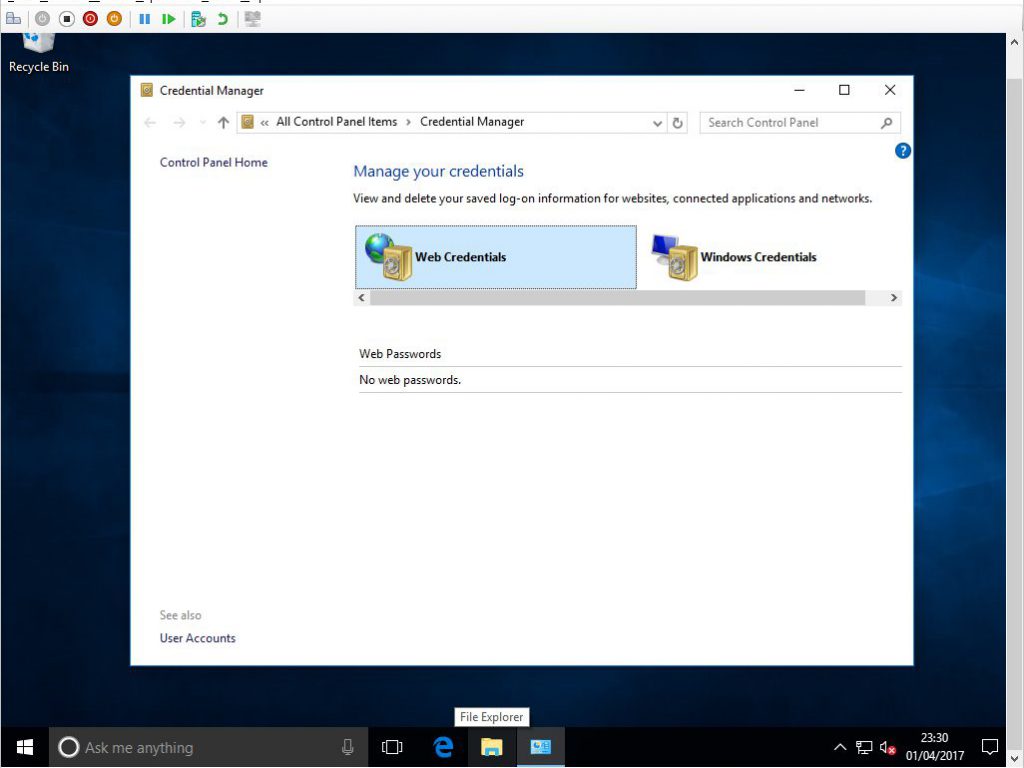 Recycle Bin
Credential Manager
« All Control Panel Items › Credential Manager
Search Control Panel
?
Control Panel Home
Manage your credentials
View and delete your saved log-on information for websites, connected applications and networks.
Web Credentials
Windows Credentials
Web Passwords
No web passwords.
See also
User Accounts
File Explorer
Ask me anything
23:30
01/04/2017